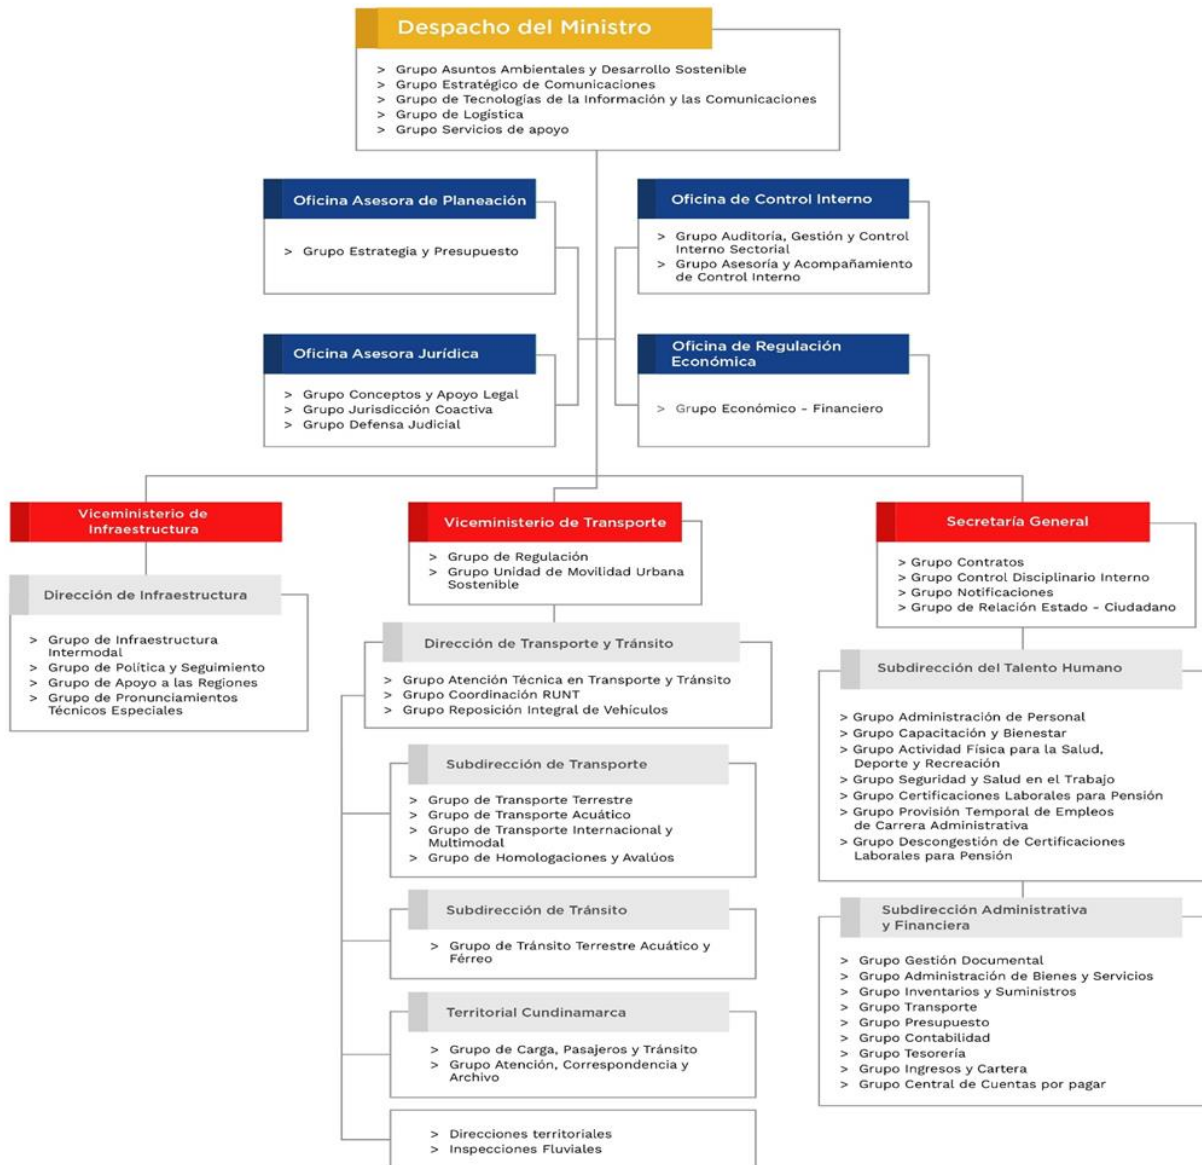 Despacho del Ministro
> Grupo Asuntos Ambientales y Desarrollo Sostenible
> Grupo Estratégico de Comunicaciones
> Grupo de Tecnologías de la Información y las Comunicaciones
> Grupo de Logística
> Grupo Servicios de apoyo
Oficina Asesora de Planeación
> Grupo Estrategia y Presupuesto
Oficina de Control Interno
> Grupo Auditoría, Gestión y Control
Interno Sectorial
> Grupo Asesoría y Acompañamiento
de Control Interno
Oficina Asesora Jurídica
> Grupo Conceptos y Apoyo Legal
> Grupo Jurisdicción Coactiva
> Grupo Defensa Judicial
Oficina de Regulación
Económica
> Grupo Económico - Financiero
Viceministerio de
Infraestructura
Dirección de Infraestructura
> Grupo de Infraestructura
Intermodal
> Grupo de Política y Seguimiento
> Grupo de Apoyo a las Regiones
> Grupo de Pronunciamientos
Técnicos Especiales
Viceministerio de Transporte
> Grupo de Regulación
> Grupo Unidad de Movilidad Urbana
Sostenible
Dirección de Transporte y Tránsito
> Grupo Atención Técnica en Transporte y Tránsito
> Grupo Coordinación RUNT
> Grupo Reposición Integral de Vehículos
Subdirección de Transporte
> Grupo de Transporte Terrestre
> Grupo de Transporte Acuático
> Grupo de Transporte Internacional y
Multimodal
> Grupo de Homologaciones y Avalúos
Subdirección de Tránsito
> Grupo de Tránsito Terrestre Acuático y
Férreo
Territorial Cundinamarca
> Grupo de Carga, Pasajeros y Tránsito
> Grupo Atención, Correspondencia y
Archivo
> Direcciones territoriales
> Inspecciones Fluviales
Secretaría General
> Grupo Contratos
> Grupo Control Disciplinario Interno
> Grupo Notificaciones
> Grupo de Relación Estado - Ciudadano
Subdirección del Talento Humano
> Grupo Administración de Personal
> Grupo Capacitación y Bienestar
> Grupo Actividad Física para la Salud,
Deporte y Recreación
> Grupo Seguridad y Salud en el Trabajo
> Grupo Certificaciones Laborales para Pensión
> Grupo Provisión Temporal de Empleos
de Carrera Administrativa
> Grupo Descongestión de Certificaciones
Laborales para Pensión
Subdirección Administrativa
y Financiera
> Grupo Gestión Documental
> Grupo Administración de Bienes y Servicios
> Grupo Inventarios y Suministros
> Grupo Transporte
> Grupo Presupuesto
> Grupo Contabilidad
> Grupo Tesorería
> Grupo Ingresos y Cartera
> Grupo Central de Cuentas por pagar